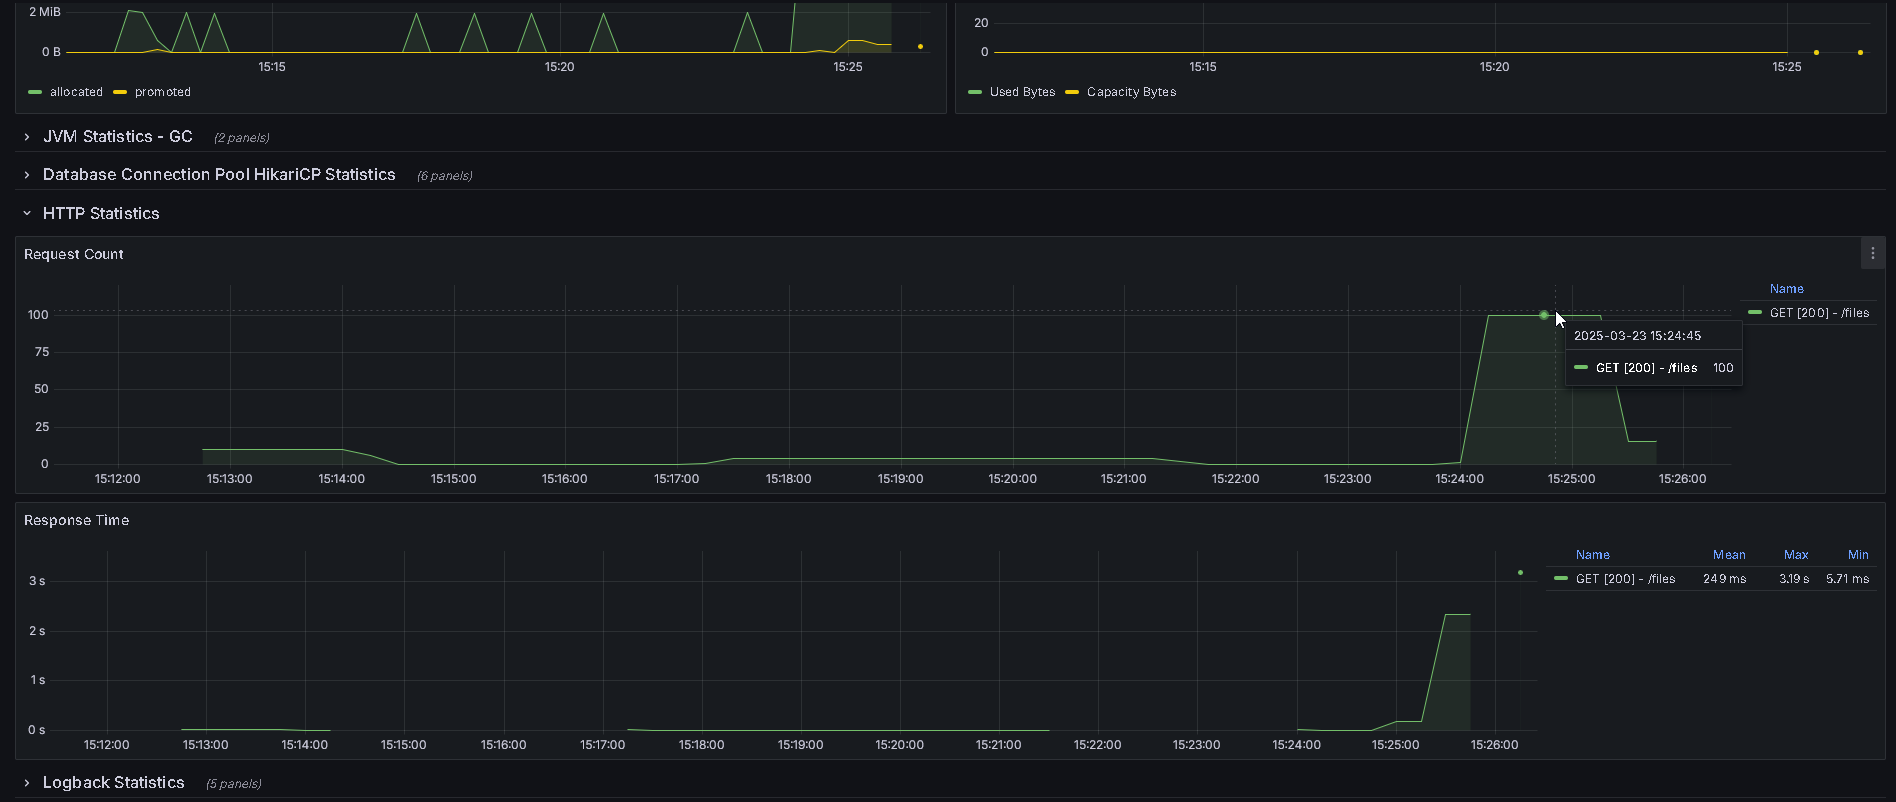 2 MiB
0 B
15:15 15:20 15:25
allocated promoted
20
0
15:15 15:20 15:25
Used Bytes Capacity Bytes
JVM Statistics - GC (2 panels)
Database Connection Pool HikariCP Statistics (6 panels)
HTTP Statistics
Request Count
100
75
50
25
0
15:12:00 15:13:00 15:14:00 15:15:00 15:16:00 15:17:00 15:18:00 15:19:00 15:20:00 15:21:00 15:22:00 15:23:00 15:24:00 15:25:00 15:26:00
Name
GET [200] - /files
2025-03-23 15:24:45
GET [200] - /files 100
Response Time
3 s
2 s
1 s
0 s
15:12:00 15:13:00 15:14:00 15:15:00 15:16:00 15:17:00 15:18:00 15:19:00 15:20:00 15:21:00 15:22:00 15:23:00 15:24:00 15:25:00 15:26:00
Name Mean Max Min
GET [200] - /files 249 ms 3.19 s 5.71 ms
Logback Statistics (5 panels)